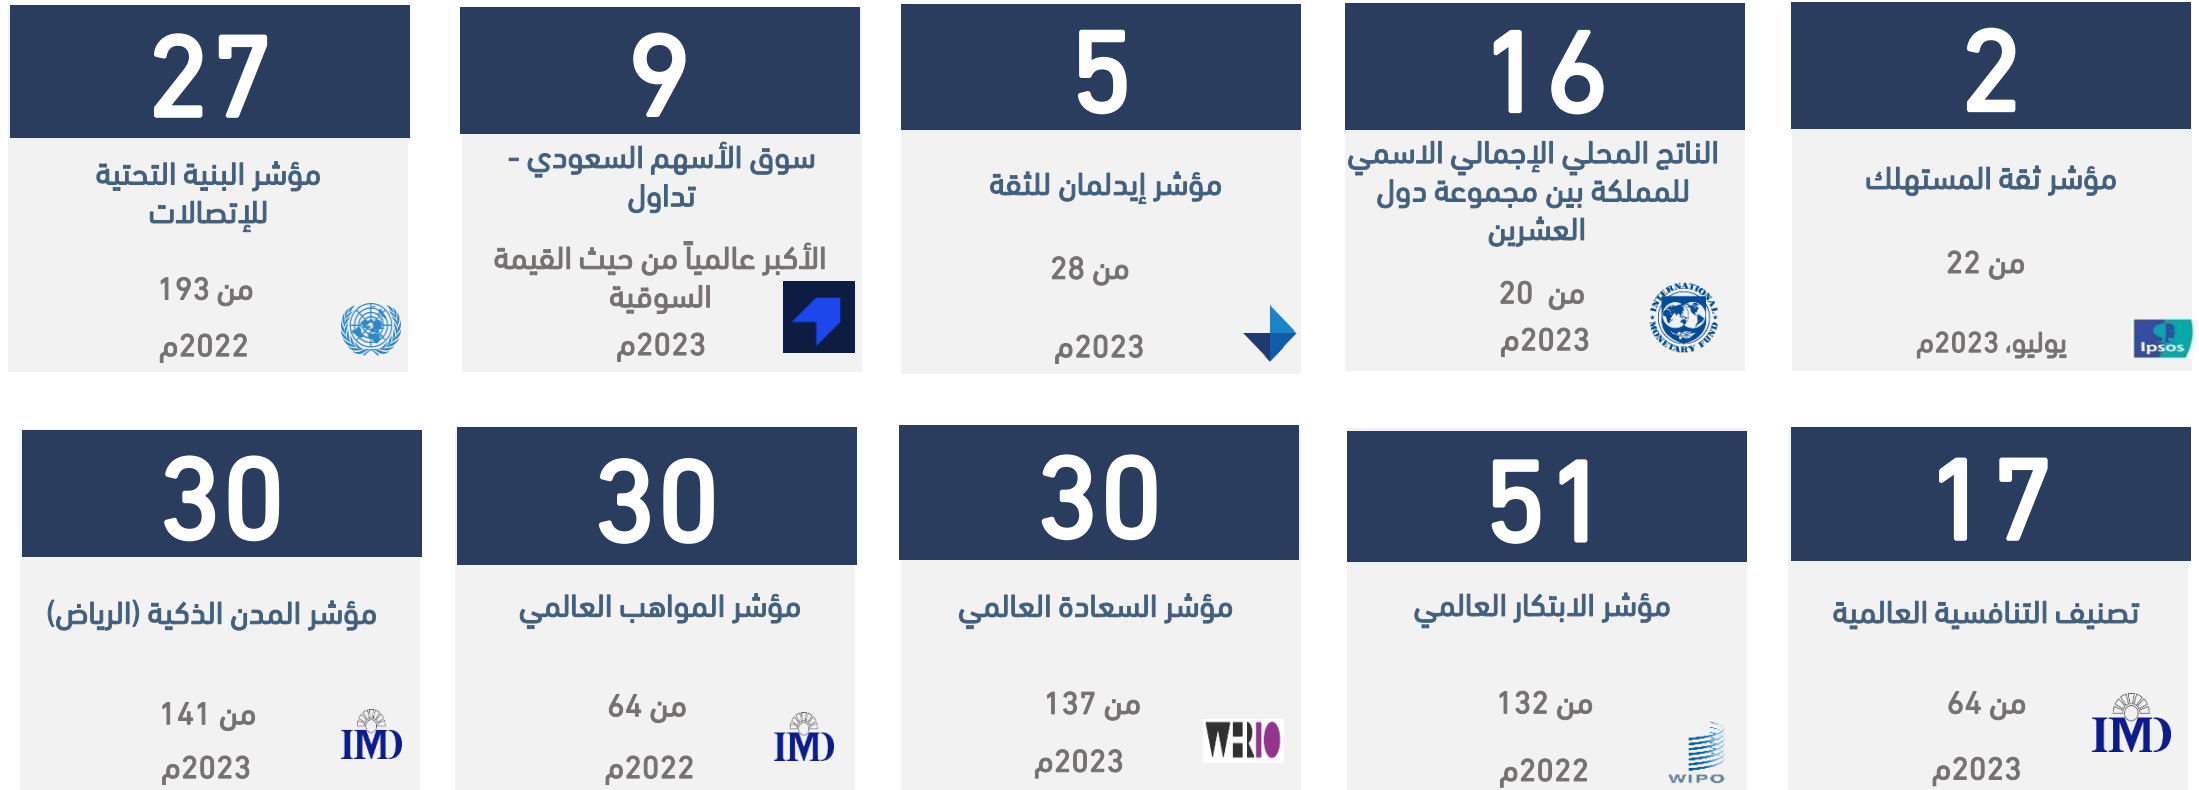 2
مؤشر ثقة المستهلك
من 22
يوليو، 2023م
Ipsos
16
الناتج المحلي الإجمالي الاسمي
للمملكة بين مجموعة دول
العشرين
من 20
2023م
INTERNATIONAL MONETARY FUND
5
مؤشر إيدلمان للثقة
من 28
2023م
9
سوق الأسهم السعودي -
تداول
الأكبر عالمياً من حيث القيمة
السوقية
2023م
27
مؤشر البنية التحتية
للإتصالات
من 193
2022م
17
تصنيف التنافسية العالمية
من 64
2023م
IMD
51
مؤشر الابتكار العالمي
من 132
2022م
WIPO
30
مؤشر السعادة العالمي
من 137
2023م
30
مؤشر المواهب العالمي
من 64
2022م
IMD
30
مؤشر المدن الذكية (الرياض)
من 141
2023م
IMD